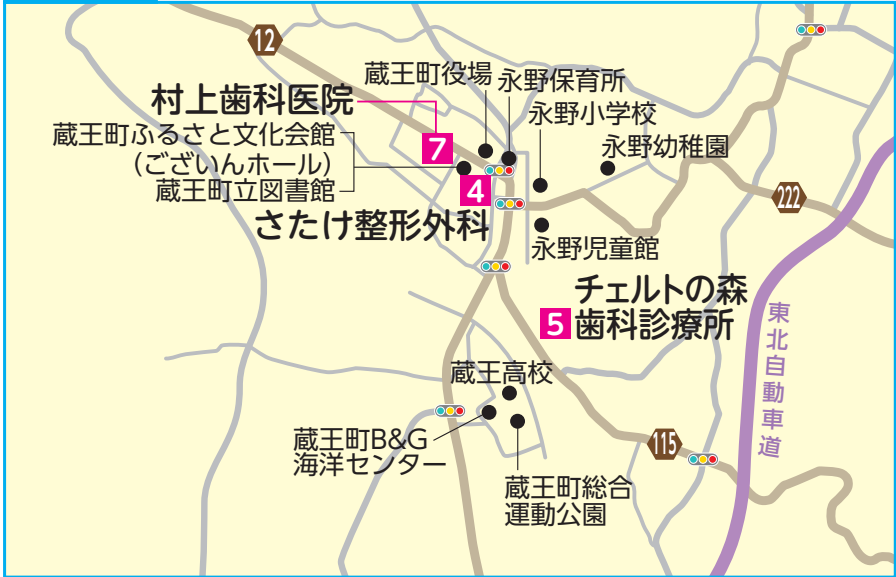 12
蔵王町役場
永野保育所
村上歯科医院
永野小学校
蔵王町ふるさと文化会館
(ございんホール)
蔵王町立図書館
7
永野幼稚園
4
222
さたけ整形外科
永野児童館
チェルトの森
歯科診療所
5
東北自動車道
蔵王高校
蔵王町B&G
海洋センター
115
蔵王町総合
運動公園